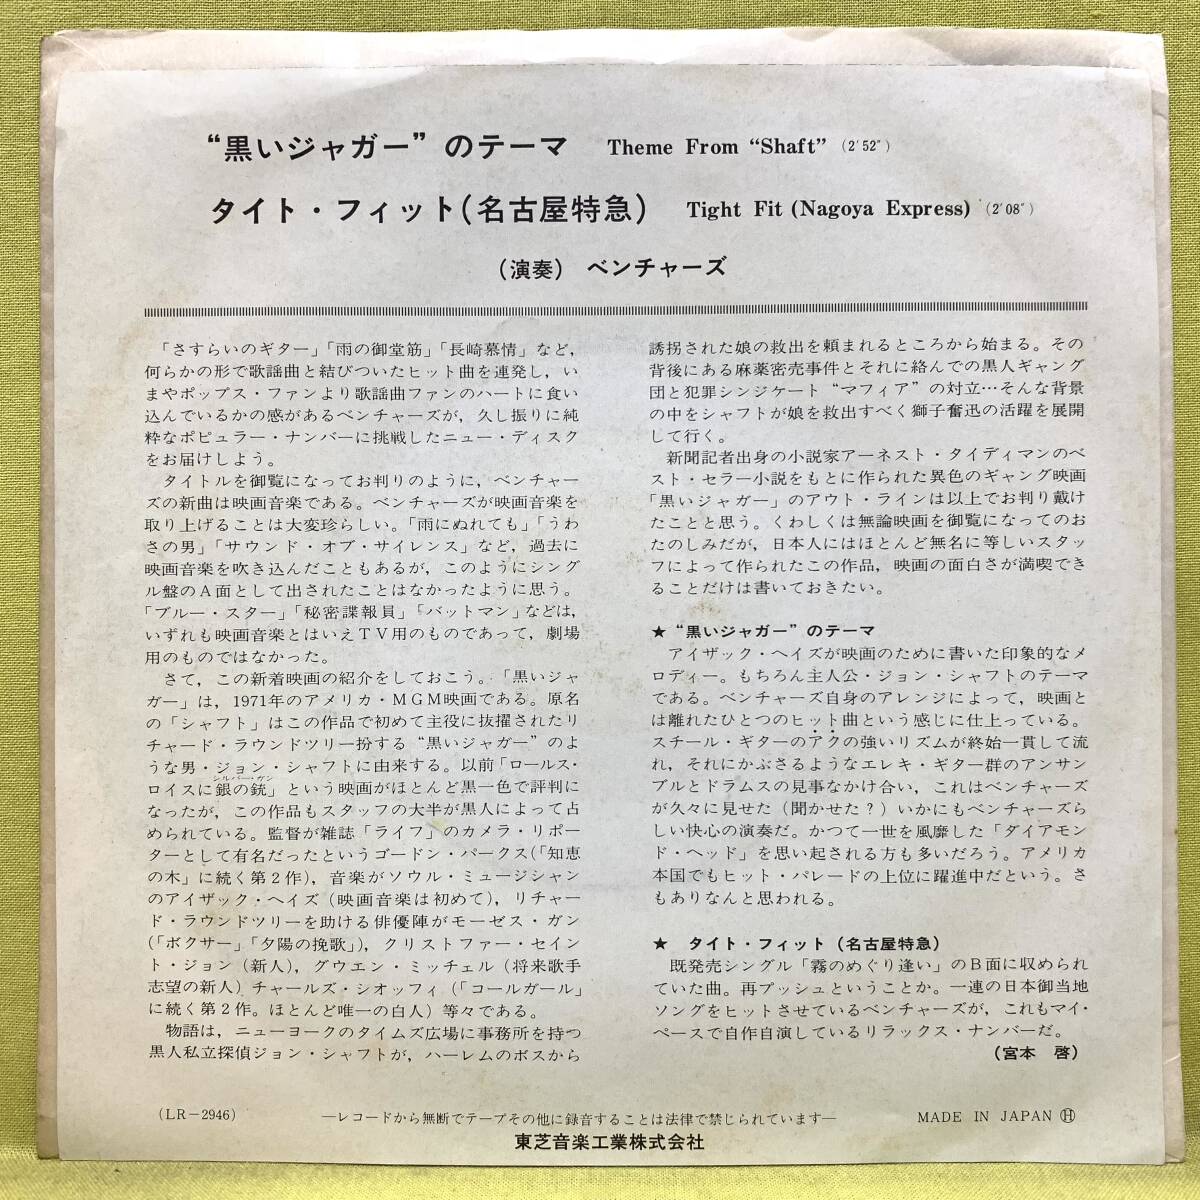 “黒いジャガー” のテーマ Theme From “Shaft” (2′52″)
タイト・フィット(名古屋特急) Tight Fit (Nagoya Express) (2′08″)
(演奏) ベンチャーズ
「さすらいのギター」「雨の御堂筋」「長崎慕情」など,
何らかの形で歌謡曲と結びついたヒット曲を連発し, い
まやポップス・ファンより歌謡曲ファンのハートに食い
込んでいるかの感があるベンチャーズが, 久し振りに純
粋なポピュラー・ナンバーに挑戦したニュー・ディスク
をお届けしよう。
タイトルを御覧になってお判りのように, ベンチャー
ズの新曲は映画音楽である。ベンチャーズが映画音楽を
取り上げることは大変珍らしい。「雨にぬれても」「うわ
さの男」「サウンド・オブ・サイレンス」など, 過去に
映画音楽を吹き込んだこともあるが, このようにシング
ル盤のA面として出されたことはなかったように思う。
「ブルー・スター」「秘密諜報員」「バットマン」などは,
いずれも映画音楽とはいえTV用のものであって, 劇場
用のものではなかった。
さて, この新着映画の紹介をしておこう。「黒いジャ
ガー」は, 1971年のアメリカ・MGM映画である。原名
の「シャフト」はこの作品で初めて主役に抜擢されたリ
チャード・ラウンドツリー扮する “黒いジャガー” のよ
うな男・ジョン・シャフトに由来する。以前「ロールス・
シルバー・ガン
ロイスに銀の銃」という映画がほとんど黒一色で評判に
なったが, この作品もスタッフの大半が黒人によって占
められている。監督が雑誌「ライフ」のカメラ・リポー
ターとして有名だったというゴードン・パークス(「知恵
の木」に続く第2作), 音楽がソウル・ミュージシャン
のアイザック・ヘイズ (映画音楽は初めて), リチャー
ド・ラウンドツリーを助ける俳優陣がモーゼス・ガン
(「ボクサー」「夕陽の挽歌」), クリストファー・セイン
ト・ジョン (新人), グウエン・ミッチェル (将来歌手
志望の新人) チャールズ・シオッフィ (「コールガール」
に続く第2作。ほとんど唯一の白人) 等々である。
物語は, ニューヨークのタイムズ広場に事務所を持つ
黒人私立探偵ジョン・シャフトが, ハーレムのボスから
誘拐された娘の救出を頼まれるところから始まる。その
背後にある麻薬密売事件とそれに絡んでの黒人ギャング
団と犯罪シンジケート “マフィア” の対立…そんな背景
の中をシャフトが娘を救出すべく獅子奮迅の活躍を展開
して行く。
新聞記者出身の小説家アーネスト・タイディマンのベ
スト・セラー小説をもとに作られた異色のギャング映画
「黒いジャガー」のアウト・ラインは以上でお判り戴け
たことと思う。くわしくは無論映画を御覧になってのお
たのしみだが, 日本人にはほとんど無名に等しいスタッ
フによって作られたこの作品, 映画の面白さが満喫でき
ることだけは書いておきたい。
★ “黒いジャガー” のテーマ
アイザック・ヘイズが映画のために書いた印象的なメ
ロディー。もちろん主人公・ジョン・シャフトのテーマ
である。ベンチャーズ自身のアレンジによって, 映画と
は離れたひとつのヒット曲という感じに仕上っている。
スチール・ギターのアクの強いリズムが終始一貫して流
れ, それにかぶさるようなエレキ・ギター群のアンサン
ブルとドラムスの見事なかけ合い, これはベンチャーズ
が久々に見せた (聞かせた?) いかにもベンチャーズら
しい快心の演奏だ。かつて一世を風靡した「ダイアモン
ド・ヘッド」を思い起される方も多いだろう。アメリカ
本国でもヒット・パレードの上位に躍進中だという。さ
もありなんと思われる。
★ タイト・フィット (名古屋特急)
既発売シングル「霧のめぐり逢い」のB面に収められ
ていた曲。再プッシュということか。一連の日本御当地
ソングをヒットさせているベンチャーズが, これもマイ・
ペースで自作自演しているリラックス・ナンバーだ。
(宮本 啓)
(LR-2946)
―レコードから無断でテープその他に録音することは法律で禁じられています―
MADE IN JAPAN Ⓗ
東芝音楽工業株式会社